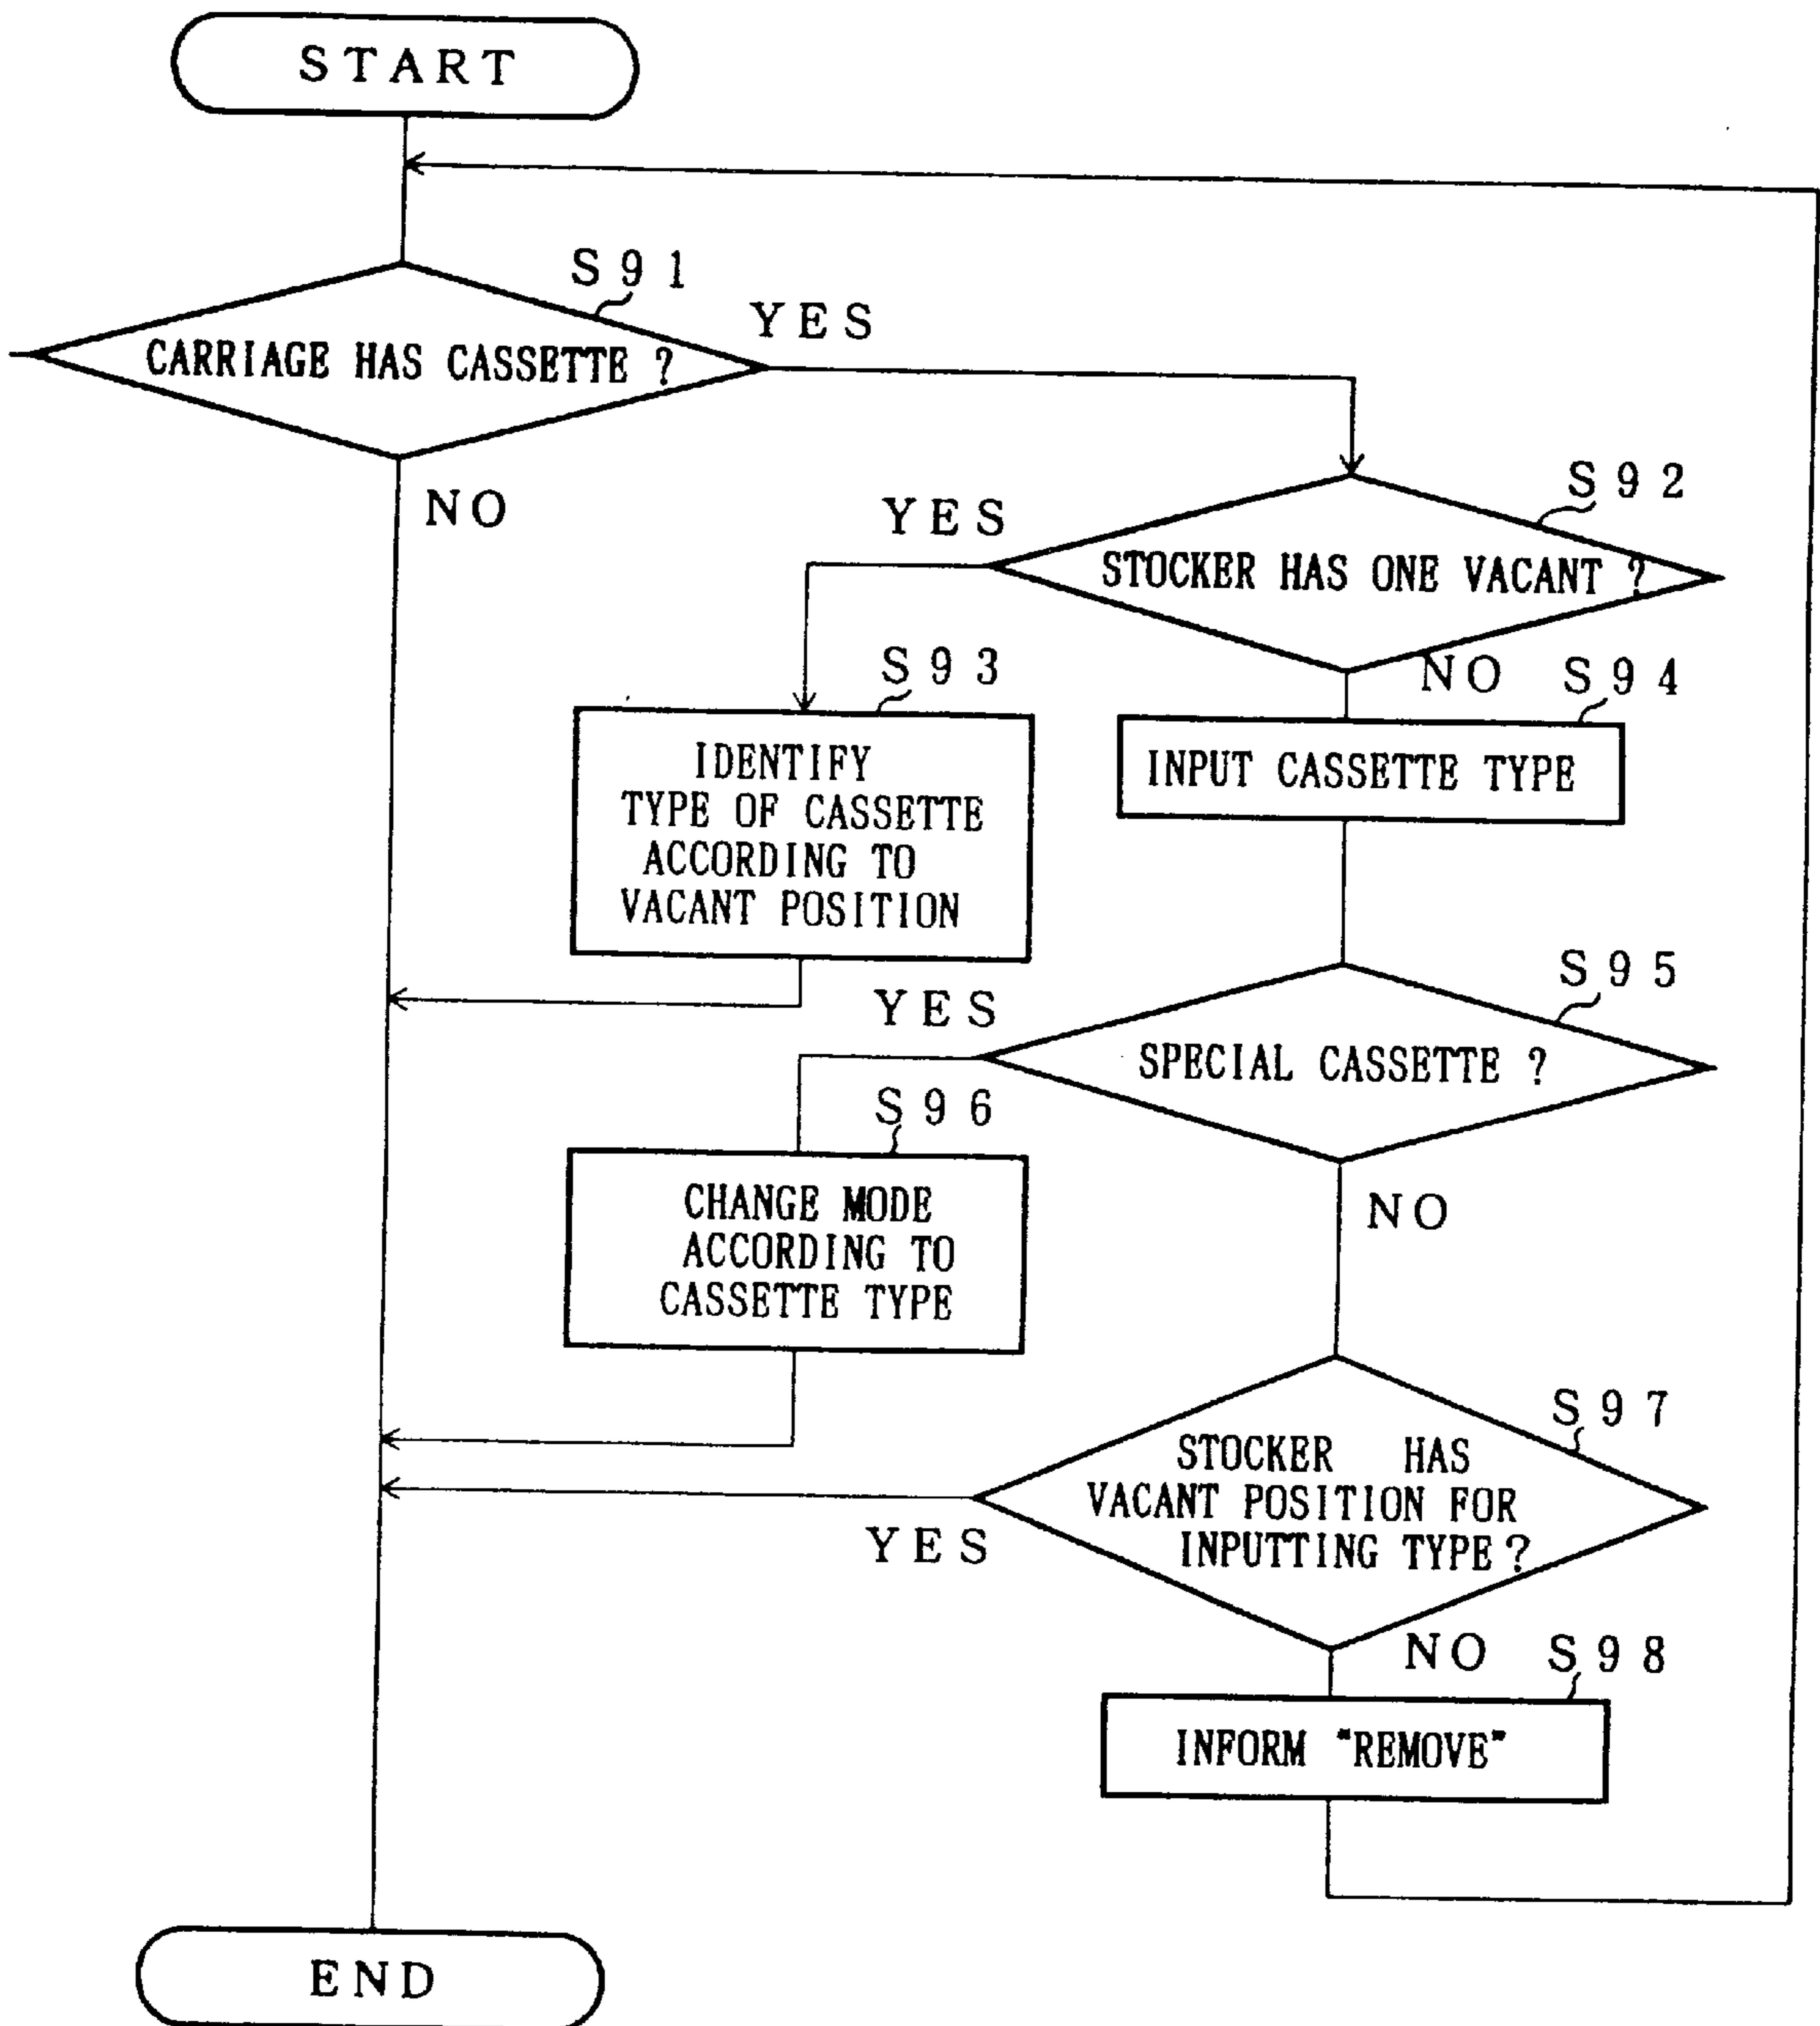 START
S91
CARRIAGE HAS CASSETTE ?
YES
NO
S92
YES
STOCKER HAS ONE VACANT ?
NO
S93
S94
IDENTIFY
TYPE OF CASSETTE
ACCORDING TO
VACANT POSITION
INPUT CASSETTE TYPE
S95
YES
SPECIAL CASSETTE ?
S96
NO
CHANGE MODE
ACCORDING TO
CASSETTE TYPE
S97
STOCKER HAS
VACANT POSITION FOR
INPUTTING TYPE?
YES
NO
S98
INFORM "REMOVE"
END